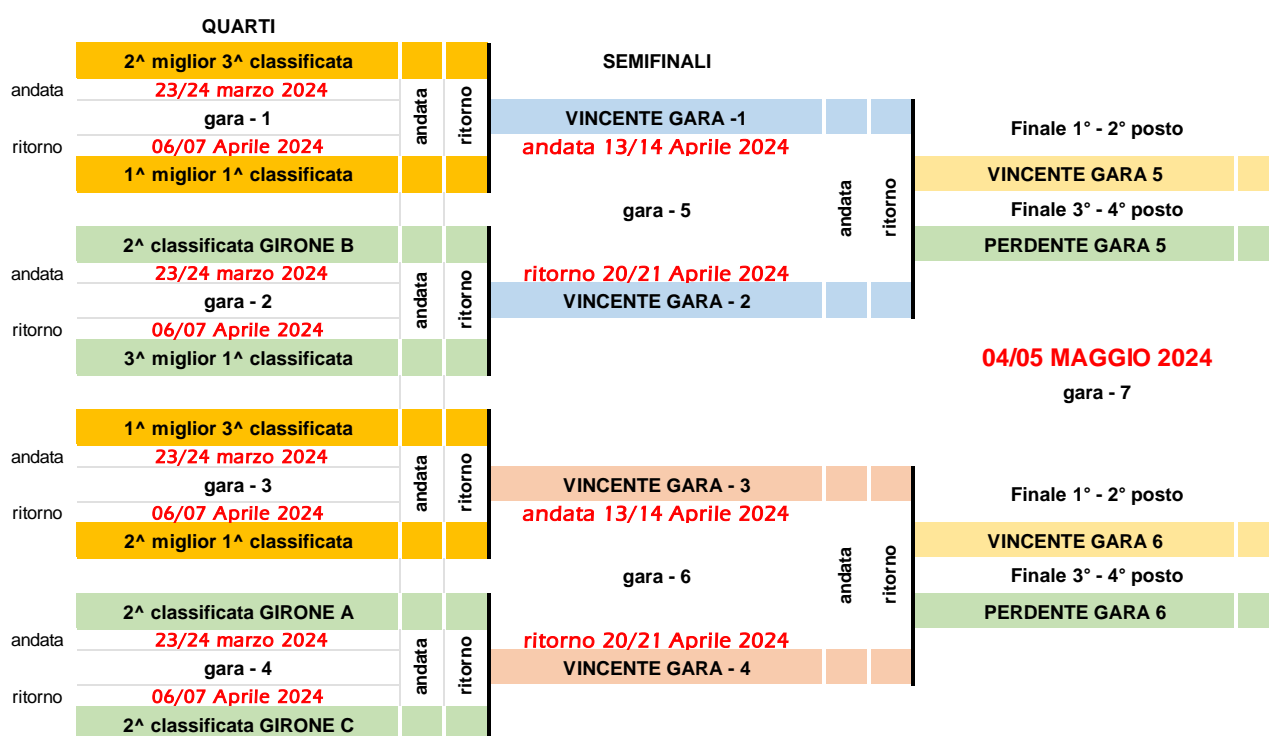 QUARTI
2^ miglior 3^ classificata
andata
23/24 marzo 2024
gara - 1
ritorno
06/07 Aprile 2024
1^ miglior 1^ classificata
andata
ritorno
2^ classificata GIRONE B
andata
23/24 marzo 2024
gara - 2
ritorno
06/07 Aprile 2024
3^ miglior 1^ classificata
andata
ritorno
1^ miglior 3^ classificata
andata
23/24 marzo 2024
gara - 3
ritorno
06/07 Aprile 2024
2^ miglior 1^ classificata
andata
ritorno
2^ classificata GIRONE A
andata
23/24 marzo 2024
gara - 4
ritorno
06/07 Aprile 2024
2^ classificata GIRONE C
andata
ritorno
SEMIFINALI
VINCENTE GARA -1
andata 13/14 Aprile 2024
gara - 5
ritorno 20/21 Aprile 2024
VINCENTE GARA - 2
andata
ritorno
VINCENTE GARA - 3
andata 13/14 Aprile 2024
gara - 6
ritorno 20/21 Aprile 2024
VINCENTE GARA - 4
andata
ritorno
Finale 1° - 2° posto
VINCENTE GARA 5
Finale 3° - 4° posto
PERDENTE GARA 5
04/05 MAGGIO 2024
gara - 7
Finale 1° - 2° posto
VINCENTE GARA 6
Finale 3° - 4° posto
PERDENTE GARA 6